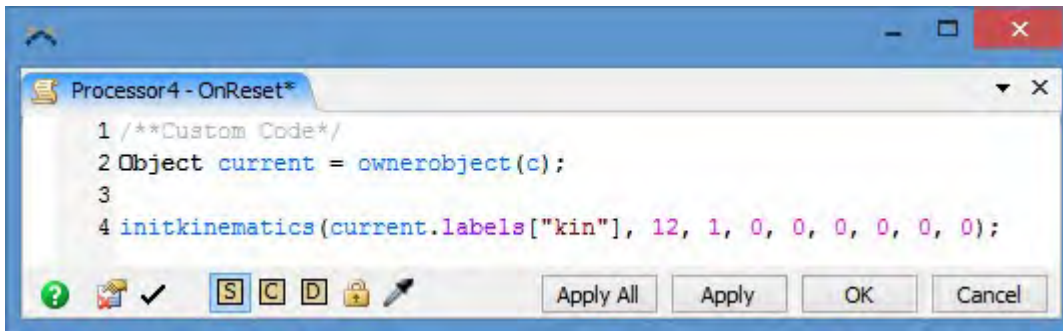 Processor4 - OnReset*
1 /**Custom Code*/
2 Object current = ownerobject(c);
3
4 initkinematics(current.labels["kin"], 12, 1, 0, 0, 0, 0, 0, 0);
S C D Apply All Apply OK Cancel